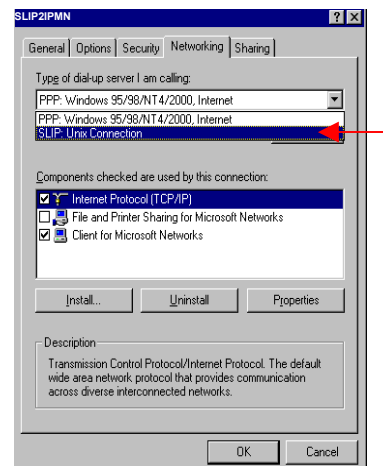 SLIP2IPMN
General Options Security Networking Sharing
Type of dial-up server I am calling:
PPP: Windows 95/98/NT4/2000, Internet
PPP: Windows 95/98/NT4/2000, Internet
SLIP: Unix Connection
Components checked are used by this connection:
Internet Protocol (TCP/IP)
File and Printer Sharing for Microsoft Networks
Client for Microsoft Networks
Install... Uninstall Properties
Description
Transmission Control Protocol/Internet Protocol. The default
wide area network protocol that provides communication
across diverse interconnected networks.
OK Cancel